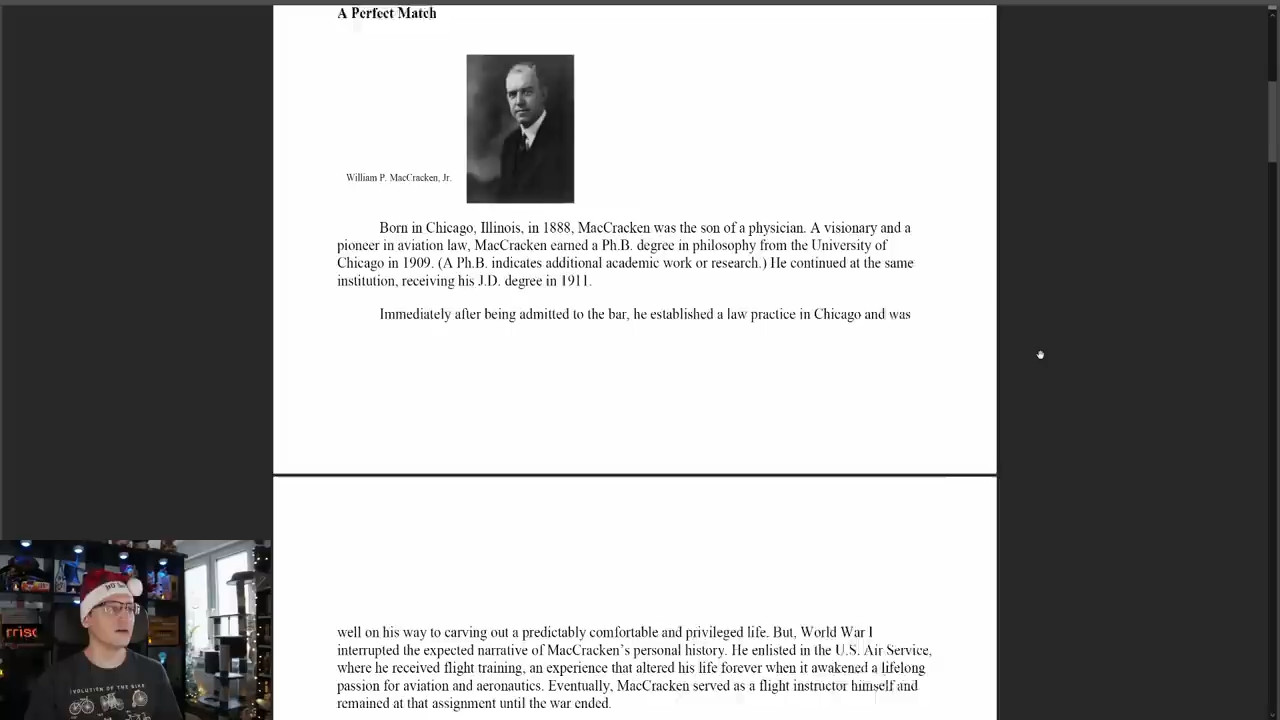 A Perfect Match
William P. MacCracken, Jr.
Born in Chicago, Illinois, in 1888, MacCracken was the son of a physician. A visionary and a
pioneer in aviation law, MacCracken earned a Ph.B. degree in philosophy from the University of
Chicago in 1909. (A Ph.B. indicates additional academic work or research.) He continued at the same
institution, receiving his J.D. degree in 1911.
Immediately after being admitted to the bar, he established a law practice in Chicago and was
well on his way to carving out a predictably comfortable and privileged life. But, World War I
interrupted the expected narrative of MacCracken's personal history. He enlisted in the U.S. Air Service,
where he received flight training, an experience that altered his life forever when it awakened a lifelong
passion for aviation and aeronautics. Eventually, MacCracken served as a flight instructor himself and
remained at that assignment until the war ended.
rrisc
EVOLUTION OF THE BIKE